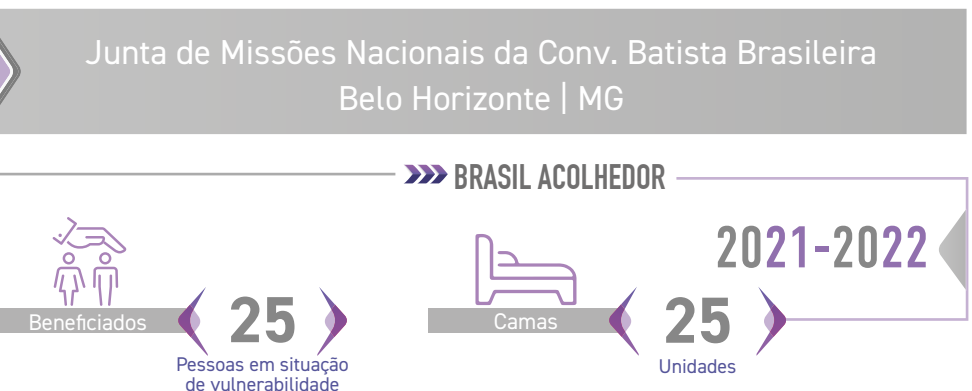 Junta de Missões Nacionais da Conv. Batista Brasileira
Belo Horizonte | MG
BRASIL ACOLHEDOR
2021-2022
Beneficiados
25
Pessoas em situação
de vulnerabilidade
Camas
25
Unidades